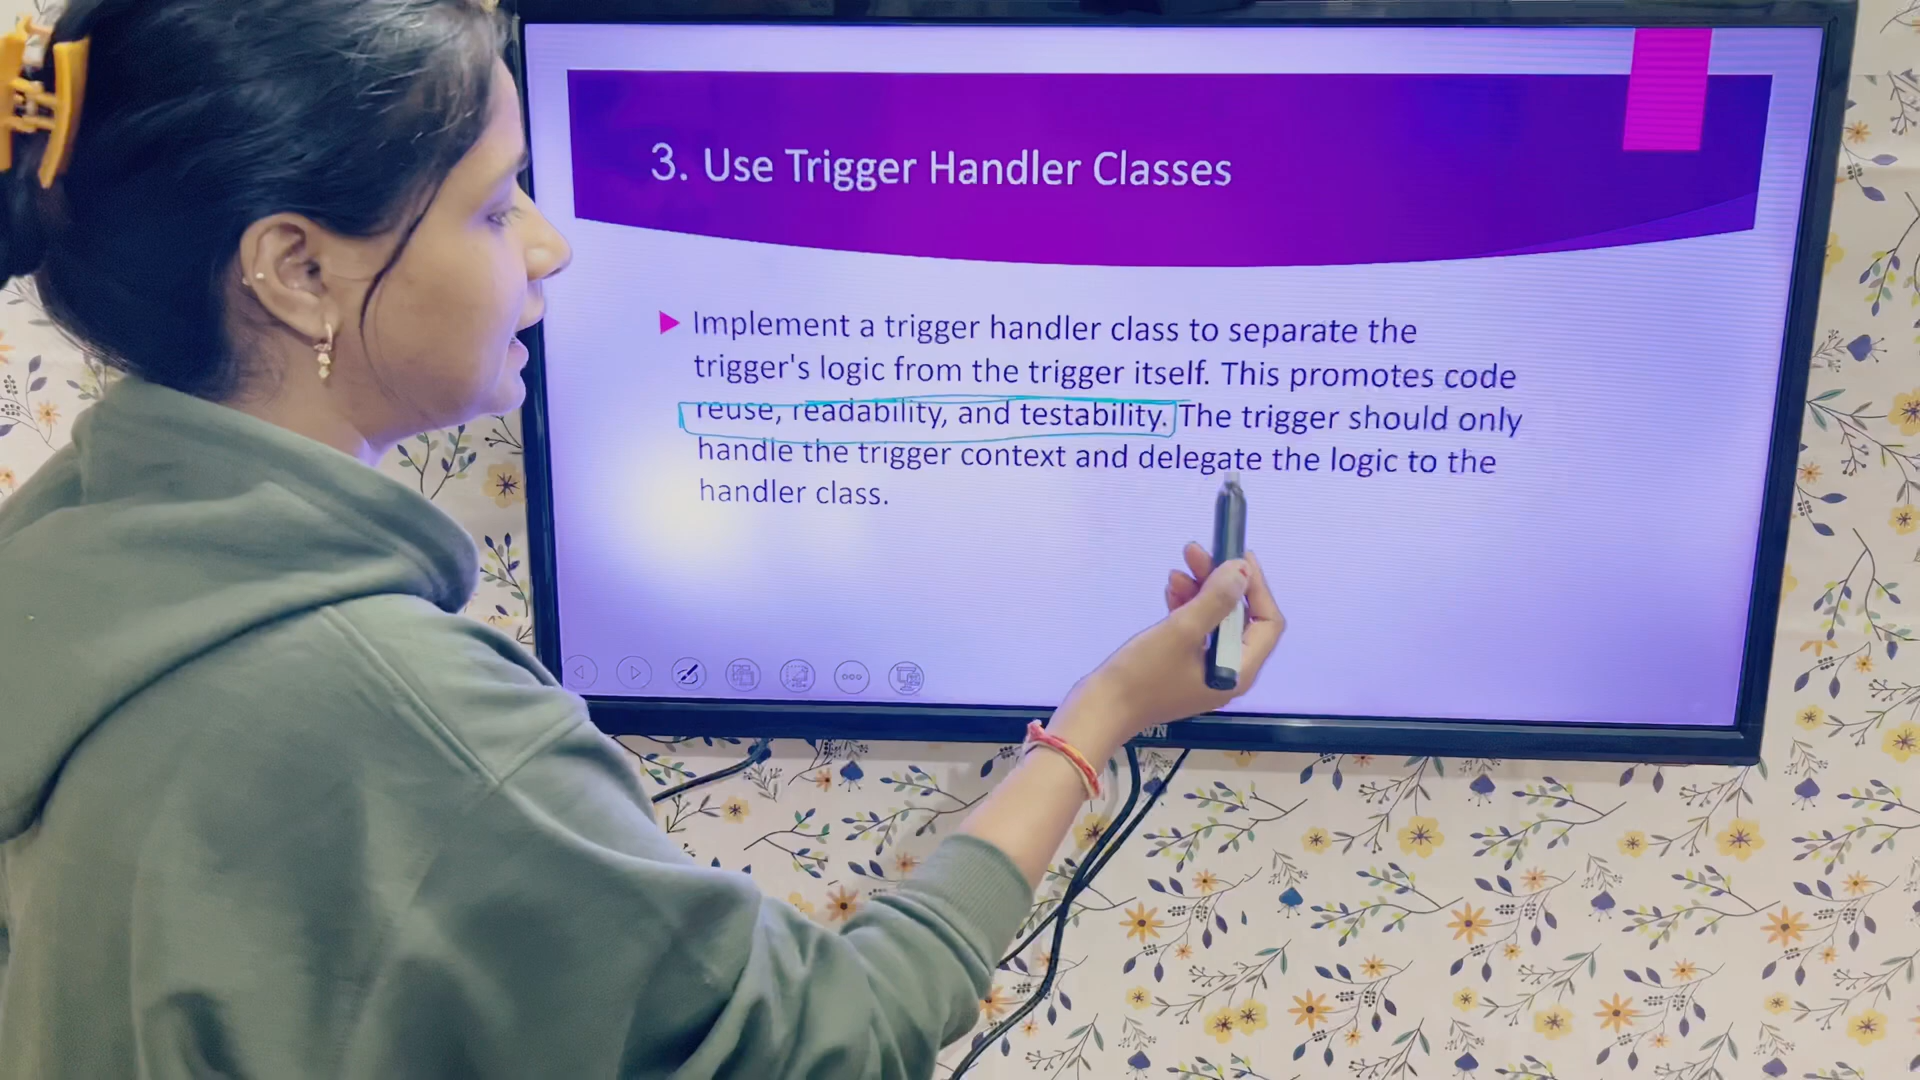 3. Use Trigger Handler Classes
Implement a trigger handler class to separate the
trigger's logic from the trigger itself. This promotes code
reuse, readability, and testability. The trigger should only
handle the trigger context and delegate the logic to the
handler class.